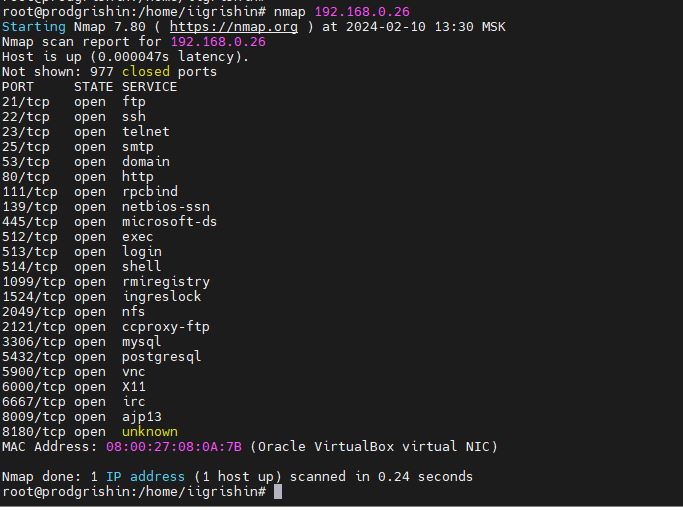 root@prodgrishin:/home/iigrishin# nmap 192.168.0.26
Starting Nmap 7.80 ( https://nmap.org ) at 2024-02-10 13:30 MSK
Nmap scan report for 192.168.0.26
Host is up (0.000047s latency).
Not shown: 977 closed ports
PORT     STATE SERVICE
21/tcp   open  ftp
22/tcp   open  ssh
23/tcp   open  telnet
25/tcp   open  smtp
53/tcp   open  domain
80/tcp   open  http
111/tcp  open  rpcbind
139/tcp  open  netbios-ssn
445/tcp  open  microsoft-ds
512/tcp  open  exec
513/tcp  open  login
514/tcp  open  shell
1099/tcp open  rmiregistry
1524/tcp open  ingreslock
2049/tcp open  nfs
2121/tcp open  ccproxy-ftp
3306/tcp open  mysql
5432/tcp open  postgresql
5900/tcp open  vnc
6000/tcp open  X11
6667/tcp open  irc
8009/tcp open  ajp13
8180/tcp open  unknown
MAC Address: 08:00:27:08:0A:7B (Oracle VirtualBox virtual NIC)

Nmap done: 1 IP address (1 host up) scanned in 0.24 seconds
root@prodgrishin:/home/iigrishin#